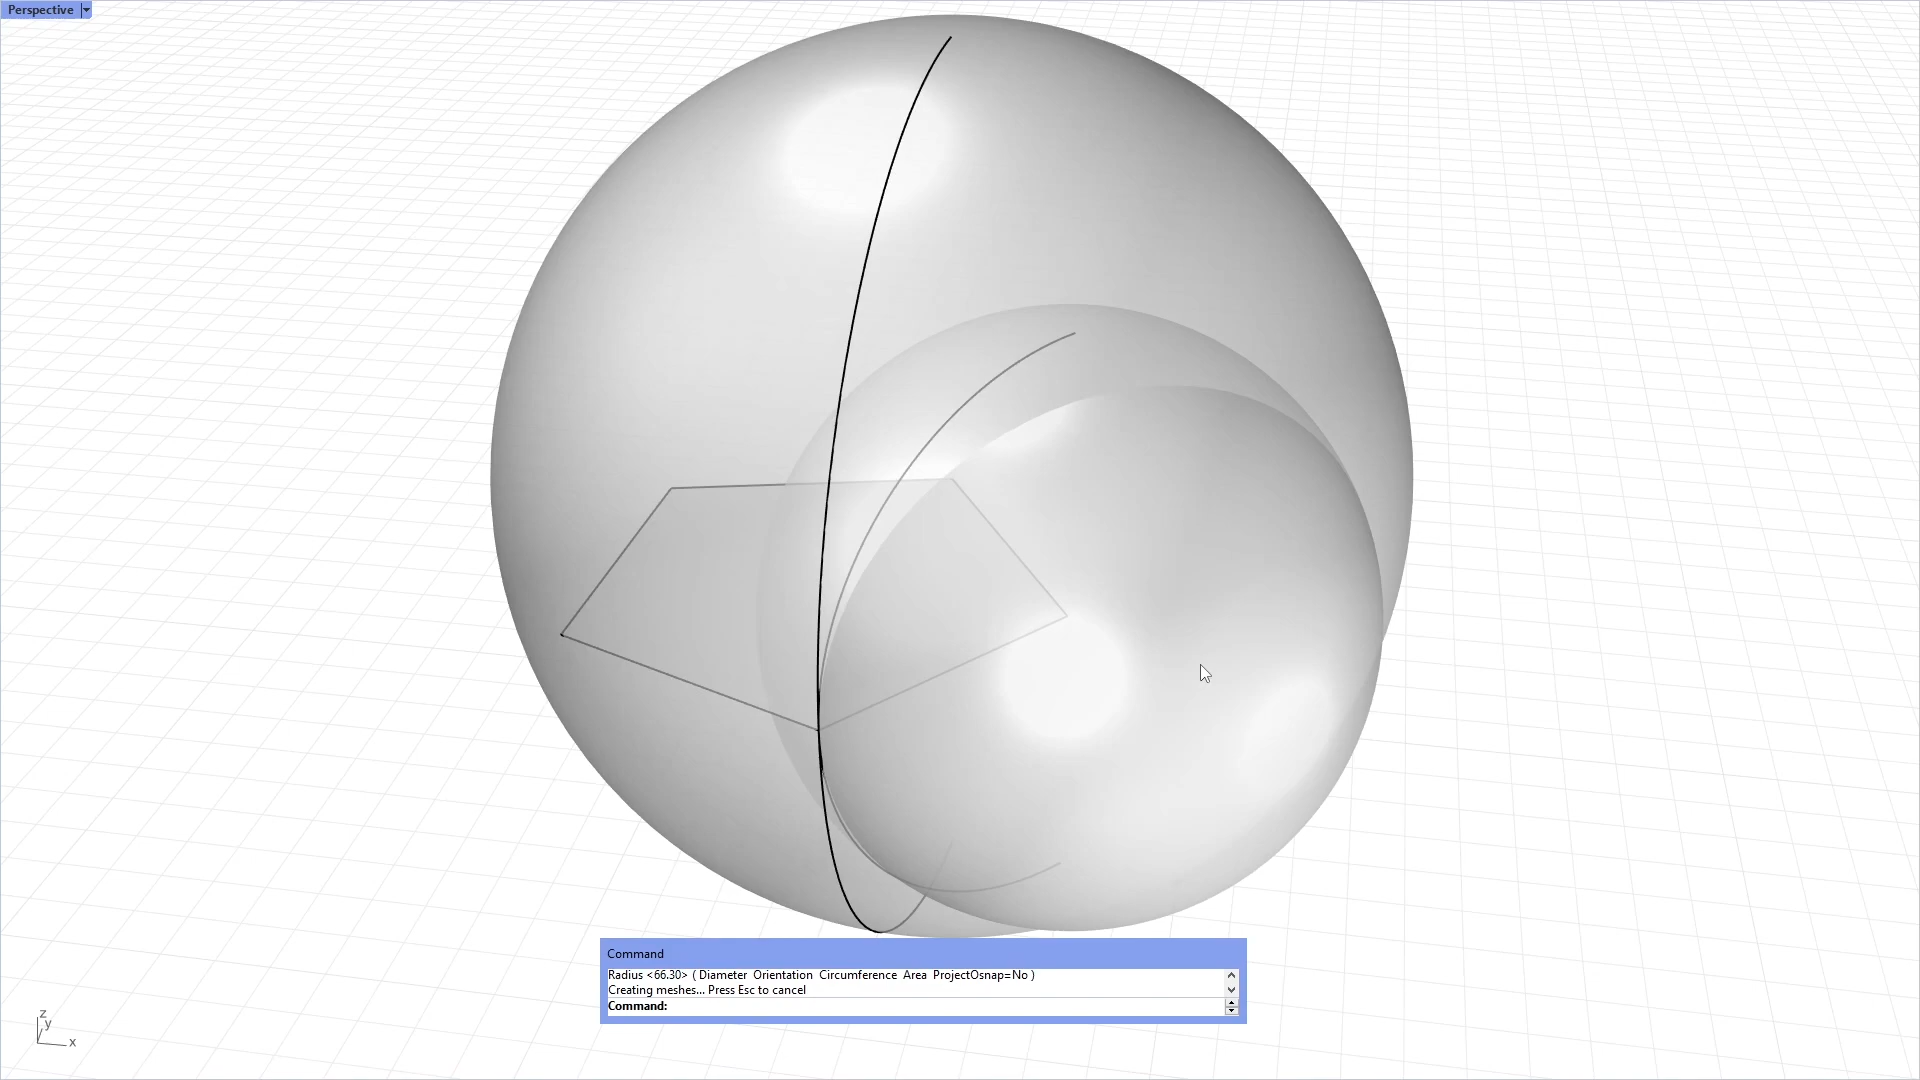 Perspective
Command
Radius <66.30> ( Diameter  Orientation  Circumference  Area  ProjectOsnap=No )
Creating meshes... Press Esc to cancel
Command:
z
y
x